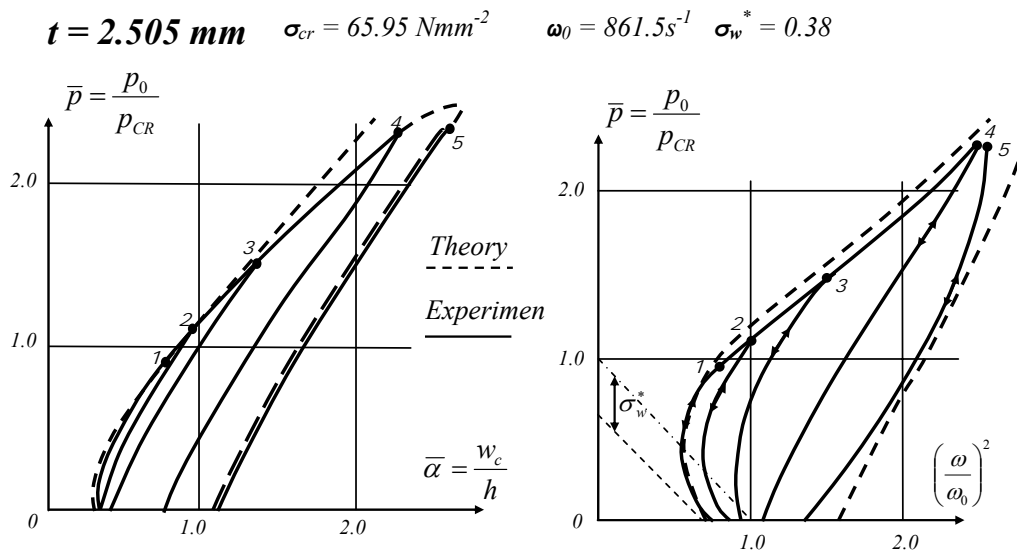 t = 2.505 mm σcr = 65.95 Nmm⁻² ω0 = 861.5s⁻¹ σw* = 0.38
p̄ = p0 / pCR
2.0
1.0
0
1.0
2.0
1
2
3
4
5
ᾱ = wc / h
Theory
Experimen
p̄ = p0 / pCR
2.0
1.0
0
1.0
2.0
1
2
3
4
5
σw*
(ω / ω0)²